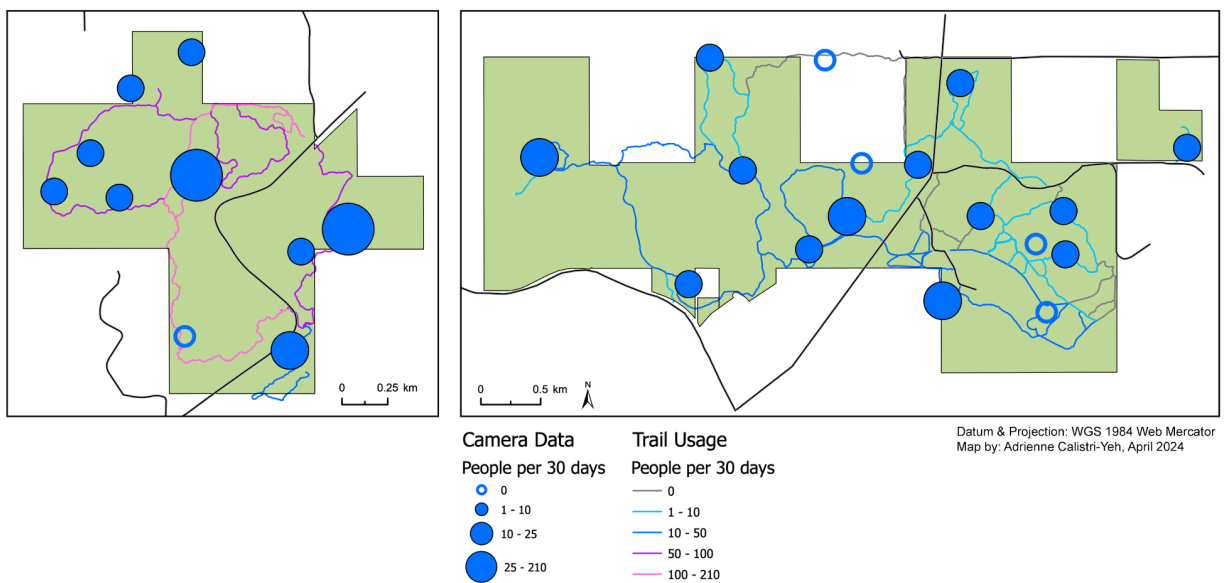 0 0.25 km
0 0.5 km
N
Datum & Projection: WGS 1984 Web Mercator
Map by: Adrienne Calistri-Yeh, April 2024
Camera Data
People per 30 days
0
1 - 10
10 - 25
25 - 210
Trail Usage
People per 30 days
0
1 - 10
10 - 50
50 - 100
100 - 210